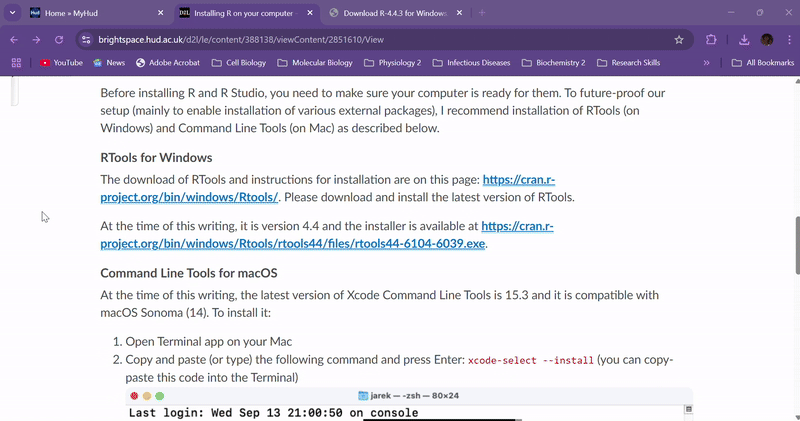 Home » MyHud
Installing R on your computer -
Download R-4.4.3 for Windows
brightspace.hud.ac.uk/d2l/le/content/388138/viewContent/2851610/View
YouTube News Adobe Acrobat Cell Biology Molecular Biology Physiology 2 Infectious Diseases Biochemistry 2 Research Skills » All Bookmarks
Before installing R and R Studio, you need to make sure your computer is ready for them. To future-proof our
setup (mainly to enable installation of various external packages), I recommend installation of RTools (on
Windows) and Command Line Tools (on Mac) as described below.
RTools for Windows
The download of RTools and instructions for installation are on this page: https://cran.r-
project.org/bin/windows/Rtools/. Please download and install the latest version of RTools.
At the time of this writing, it is version 4.4 and the installer is available at https://cran.r-
project.org/bin/windows/Rtools/rtools44/files/rtools44-6104-6039.exe.
Command Line Tools for macOS
At the time of this writing, the latest version of Xcode Command Line Tools is 15.3 and it is compatible with
macOS Sonoma (14). To install it:
1. Open Terminal app on your Mac
2. Copy and paste (or type) the following command and press Enter: xcode-select --install (you can copy-
paste this code into the Terminal)
jarek — -zsh — 80×24
Last login: Wed Sep 13 21:00:50 on console